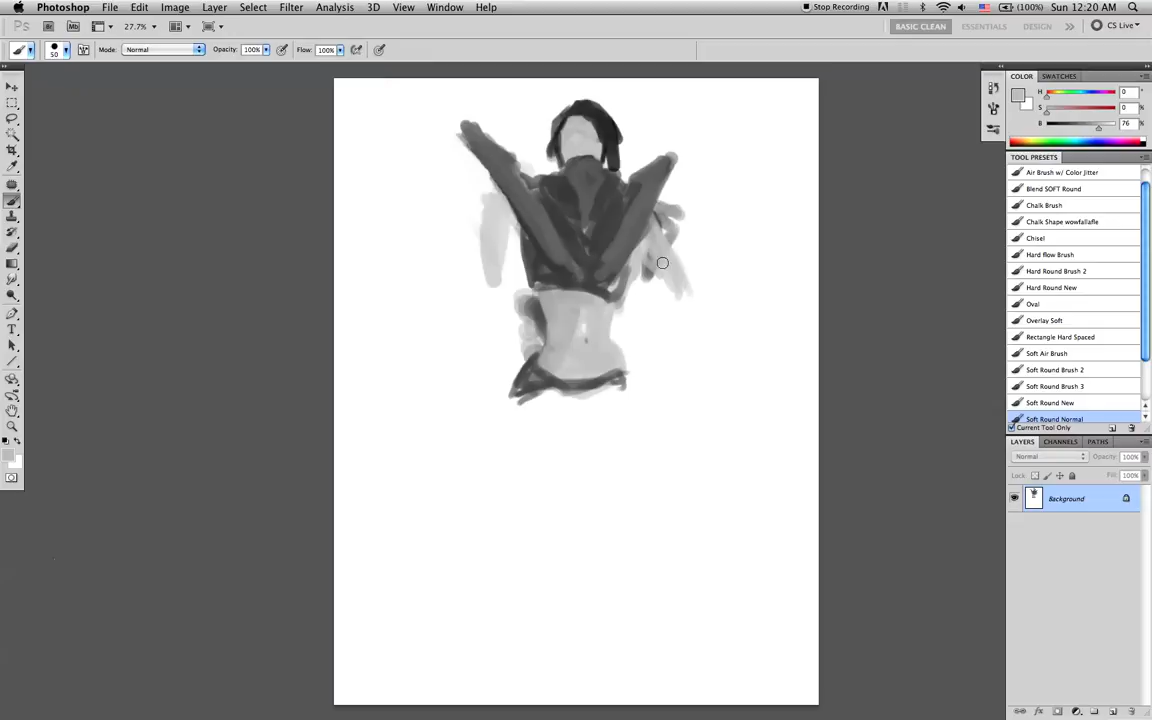 Photoshop File Edit Image Layer Select Filter Analysis 3D View Window Help Stop Recording (100%) Sun 12:20 AM
Ps Br Mb 27.7% BASIC CLEAN ESSENTIALS DESIGN CS Live
50 Mode: Normal Opacity: 100% Flow: 100%
COLOR SWATCHES
H 0 °
S 0 %
B 76 %
TOOL PRESETS
Air Brush w/ Color Jitter
Blend SOFT Round
Chalk Brush
Chalk Shape wowfallafle
Chisel
Hard flow Brush
Hard Round Brush 2
Hard Round New
Oval
Overlay Soft
Rectangle Hard Spaced
Soft Air Brush
Soft Round Brush 2
Soft Round Brush 3
Soft Round New
Soft Round Normal
Current Tool Only
LAYERS CHANNELS PATHS
Normal Opacity: 100%
Lock: Fill: 100%
Background